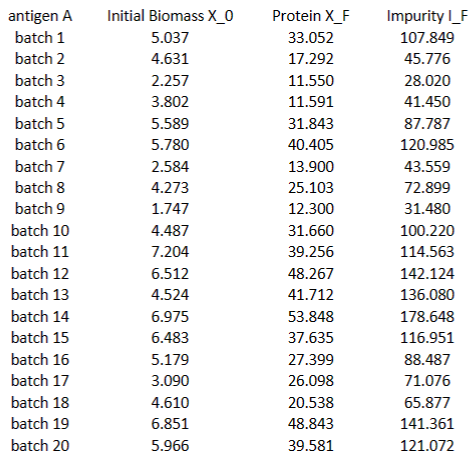 antigen A Initial Biomass X_0 Protein X_F Impurity I_F
batch 1 5.037 33.052 107.849
batch 2 4.631 17.292 45.776
batch 3 2.257 11.550 28.020
batch 4 3.802 11.591 41.450
batch 5 5.589 31.843 87.787
batch 6 5.780 40.405 120.985
batch 7 2.584 13.900 43.559
batch 8 4.273 25.103 72.899
batch 9 1.747 12.300 31.480
batch 10 4.487 31.660 100.220
batch 11 7.204 39.256 114.563
batch 12 6.512 48.267 142.124
batch 13 4.524 41.712 136.080
batch 14 6.975 53.848 178.648
batch 15 6.483 37.635 116.951
batch 16 5.179 27.399 88.487
batch 17 3.090 26.098 71.076
batch 18 4.610 20.538 65.877
batch 19 6.851 48.843 141.361
batch 20 5.966 39.581 121.072